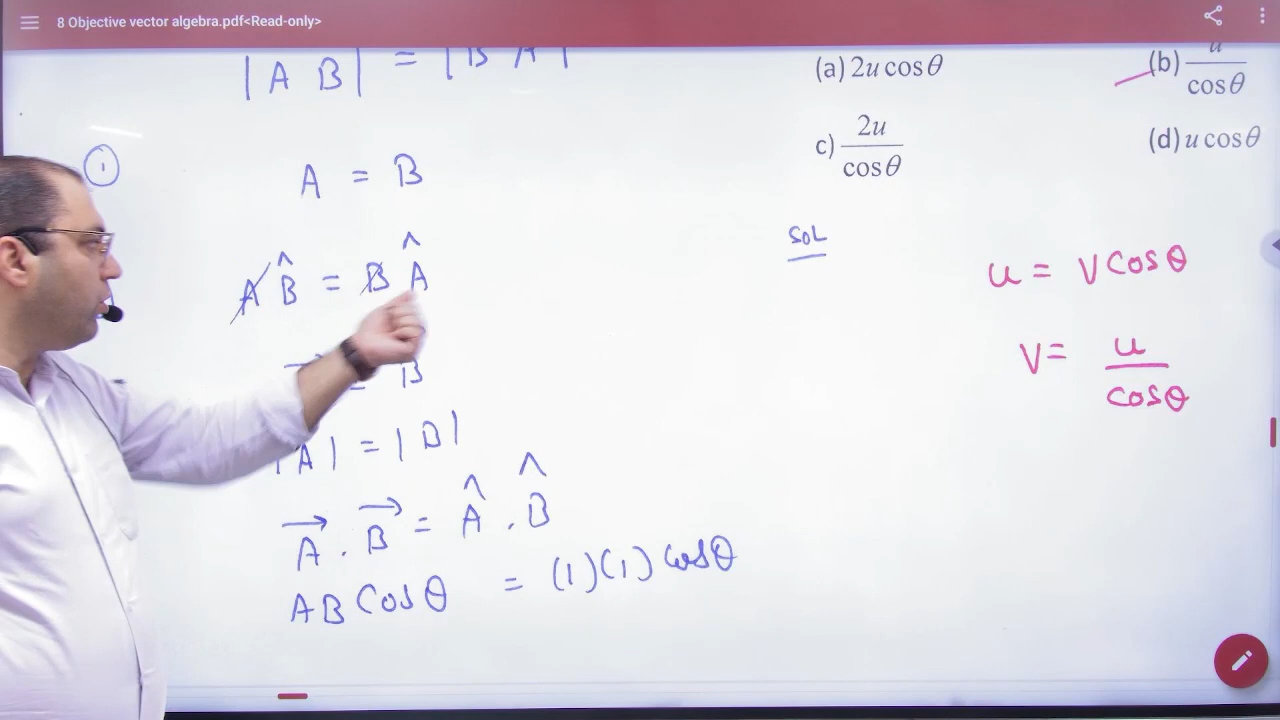 8 Objective vector algebra.pdf<Read-only>
|A B| = |B A|
①
A = B
A B̂ = B Â
B
|A| = |B|
A⃗ . B⃗ = Â . B̂
AB Cosθ = (1)(1) cosθ
(a) 2u cosθ
(b) u/cosθ
c) 2u/cosθ
(d) u cosθ
SOL
u = V Cosθ
V = u/cosθ